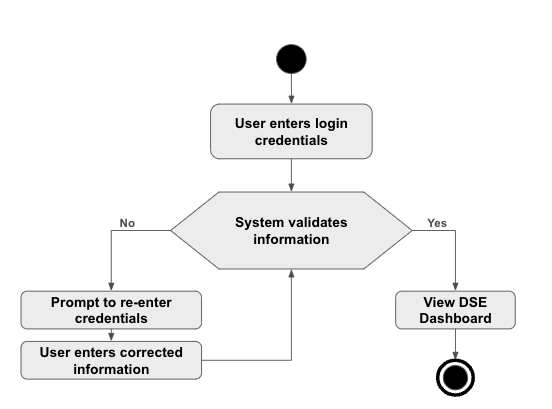 User enters login
credentials
System validates
information
No
Yes
Prompt to re-enter
credentials
View DSE
Dashboard
User enters corrected
information